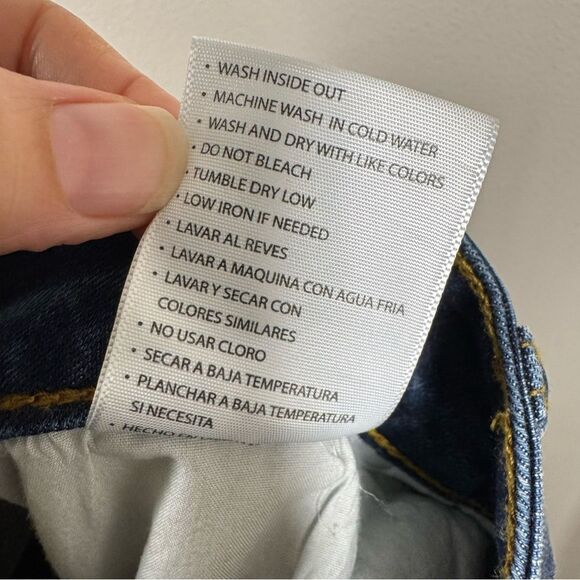 • WASH INSIDE OUT
• MACHINE WASH IN COLD WATER
• WASH AND DRY WITH LIKE COLORS
• DO NOT BLEACH
• TUMBLE DRY LOW
• LOW IRON IF NEEDED
• LAVAR AL REVES
• LAVAR A MAQUINA CON AGUA FRIA
• LAVAR Y SECAR CON
COLORES SIMILARES
• NO USAR CLORO
• SECAR A BAJA TEMPERATURA
• PLANCHAR A BAJA TEMPERATURA
SI NECESITA
• HECHO EN